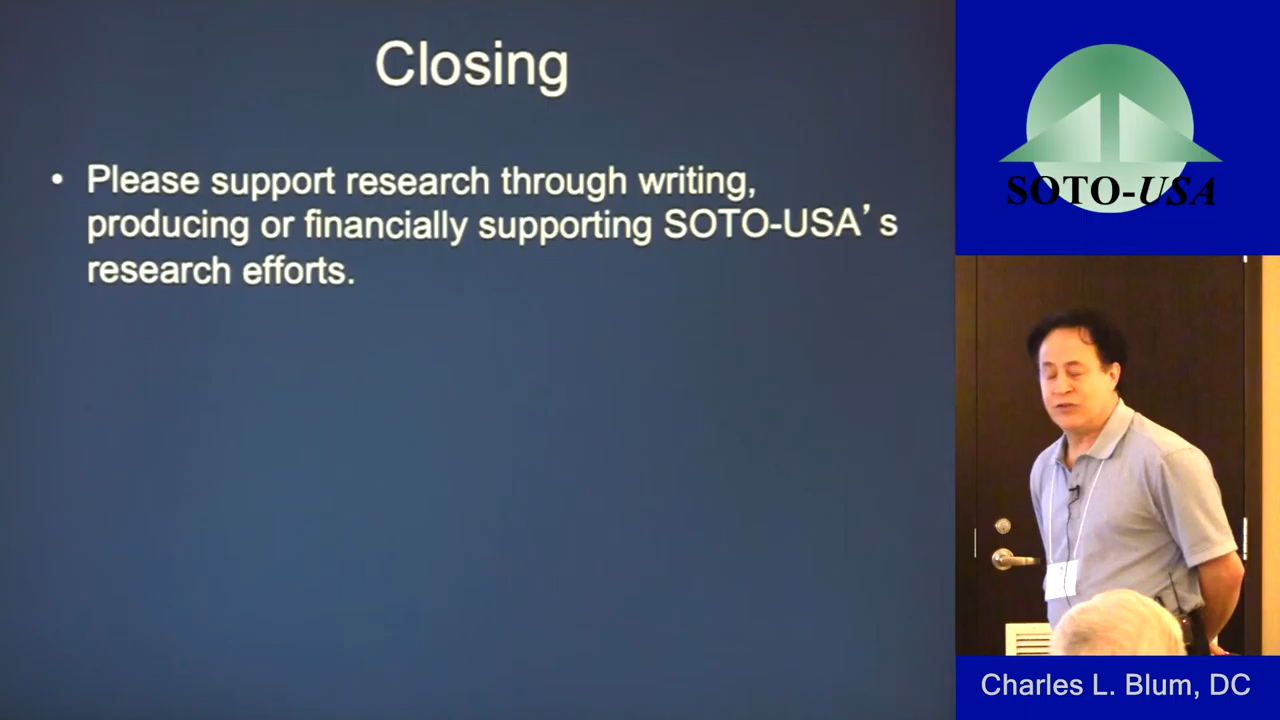 Closing
• Please support research through writing,
producing or financially supporting SOTO-USA's
research efforts.
SOTO-USA
Charles L. Blum, DC